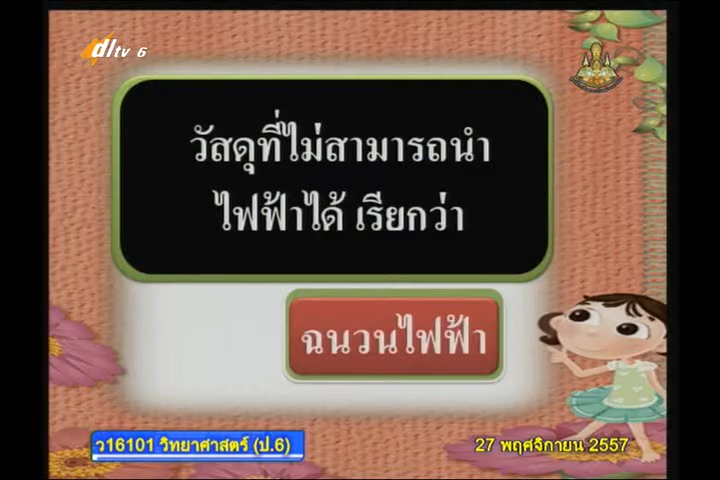 dltv 6
วัสดุที่ไม่สามารถนำ
ไฟฟ้าได้ เรียกว่า
ฉนวนไฟฟ้า
ว16101 วิทยาศาสตร์ (ป.6)
27 พฤศจิกายน 2557